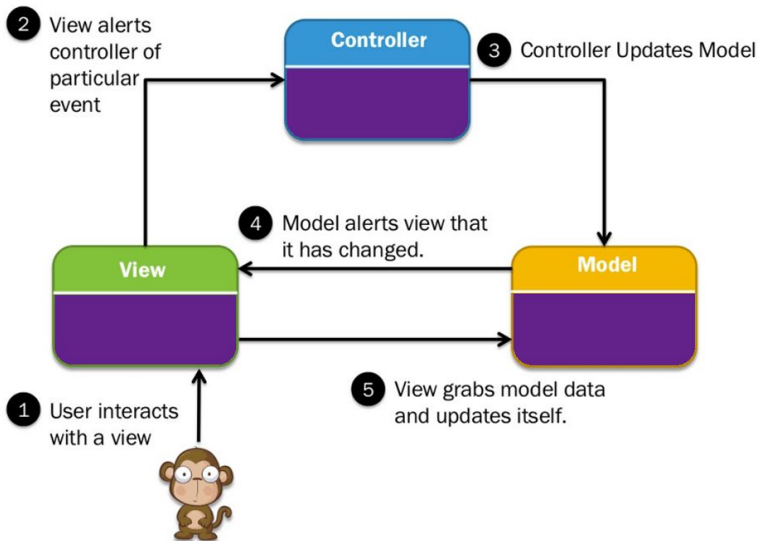 2 View alerts
controller of
particular
event
Controller
3 Controller Updates Model
4 Model alerts view that
it has changed.
View
Model
5 View grabs model data
and updates itself.
1 User interacts
with a view